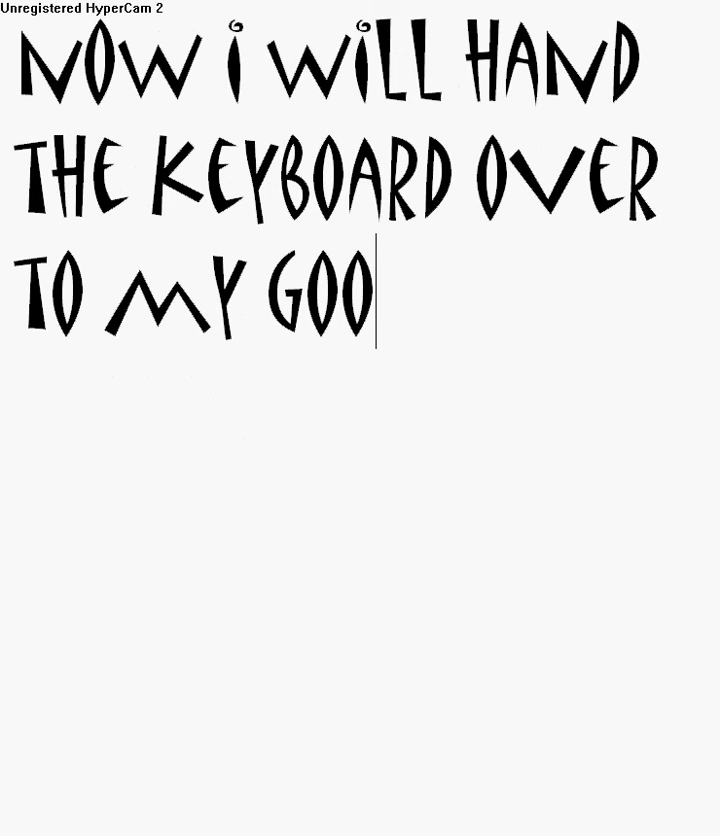 Unregistered HyperCam 2
NOW i WiLL HAND
THE KEYBOARD OVER
TO MY GOO